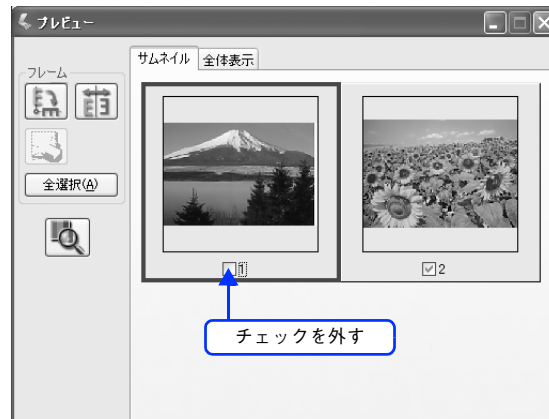 プレビュー
サムネイル 全体表示
フレーム
全選択(A)
1
2
チェックを外す